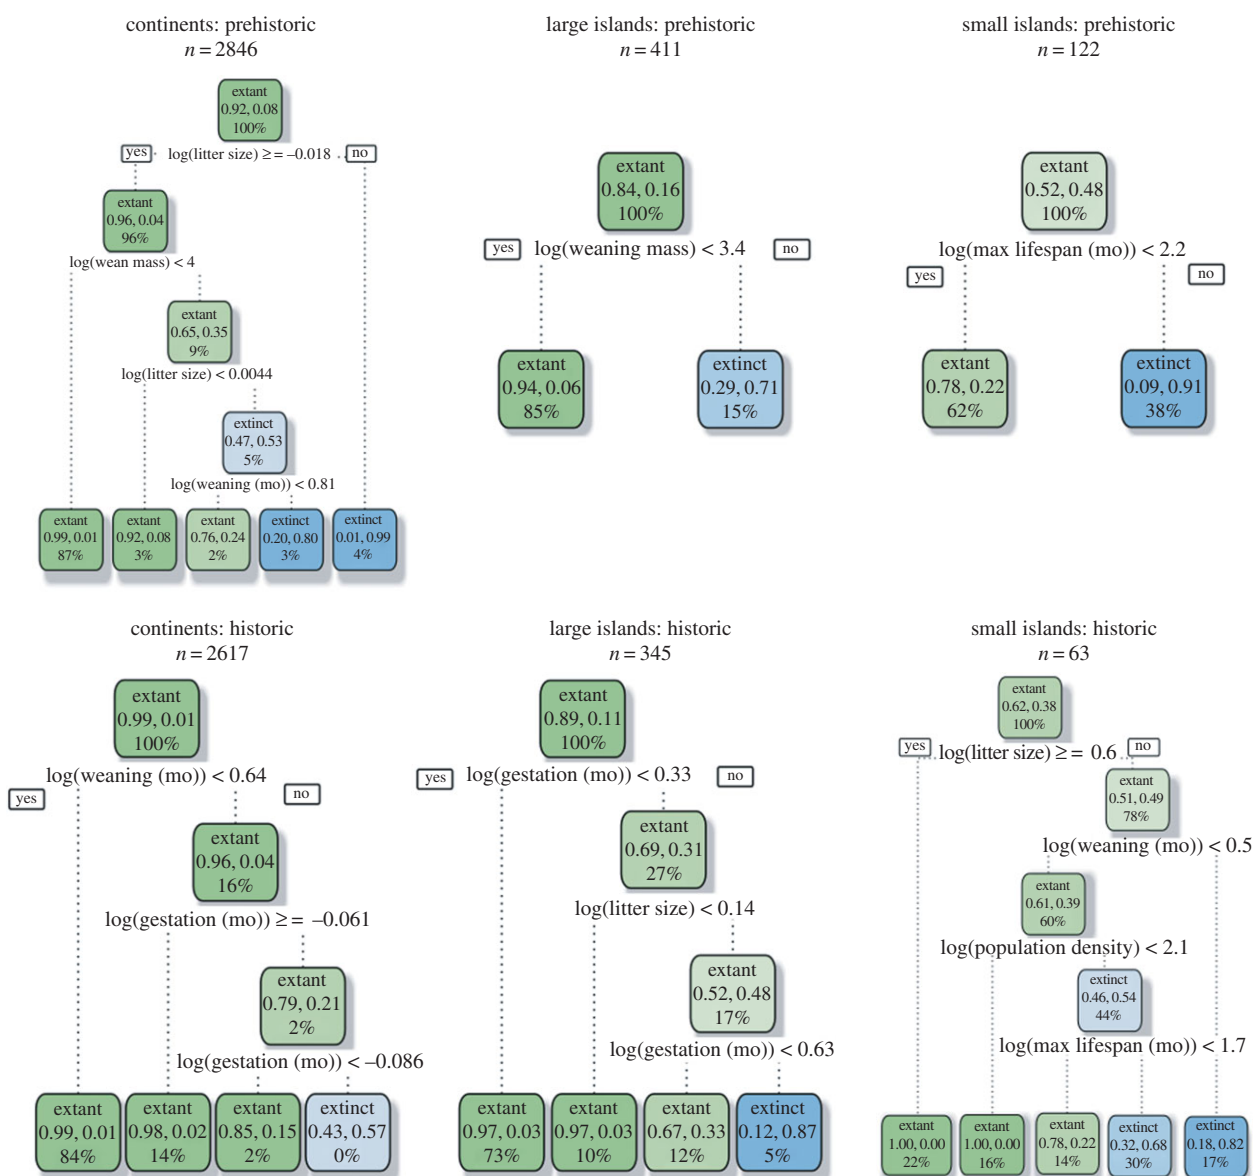 continents: prehistoric
n = 2846
extant
0.92, 0.08
100%
yes
log(litter size) ≥ = –0.018
no
extant
0.96, 0.04
96%
log(wean mass) < 4
extant
0.65, 0.35
9%
log(litter size) < 0.0044
extinct
0.47, 0.53
5%
log(weaning (mo)) < 0.81
extant
0.99, 0.01
87%
extant
0.92, 0.08
3%
extant
0.76, 0.24
2%
extinct
0.20, 0.80
3%
extinct
0.01, 0.99
4%
large islands: prehistoric
n = 411
extant
0.84, 0.16
100%
yes
log(weaning mass) < 3.4
no
extant
0.94, 0.06
85%
extinct
0.29, 0.71
15%
small islands: prehistoric
n = 122
extant
0.52, 0.48
100%
log(max lifespan (mo)) < 2.2
yes
no
extant
0.78, 0.22
62%
extinct
0.09, 0.91
38%
continents: historic
n = 2617
extant
0.99, 0.01
100%
log(weaning (mo)) < 0.64
yes
no
extant
0.96, 0.04
16%
log(gestation (mo)) ≥ = –0.061
extant
0.79, 0.21
2%
log(gestation (mo)) < –0.086
extant
0.99, 0.01
84%
extant
0.98, 0.02
14%
extant
0.85, 0.15
2%
extinct
0.43, 0.57
0%
large islands: historic
n = 345
extant
0.89, 0.11
100%
yes
log(gestation (mo)) < 0.33
no
extant
0.69, 0.31
27%
log(litter size) < 0.14
extant
0.52, 0.48
17%
log(gestation (mo)) < 0.63
extant
0.97, 0.03
73%
extant
0.97, 0.03
10%
extant
0.67, 0.33
12%
extinct
0.12, 0.87
5%
small islands: historic
n = 63
extant
0.62, 0.38
100%
yes
log(litter size) ≥ = 0.6
no
extant
0.51, 0.49
78%
log(weaning (mo)) < 0.5
extant
0.61, 0.39
60%
log(population density) < 2.1
extinct
0.46, 0.54
44%
log(max lifespan (mo)) < 1.7
extant
1.00, 0.00
22%
extant
1.00, 0.00
16%
extant
0.78, 0.22
14%
extinct
0.32, 0.68
30%
extinct
0.18, 0.82
17%